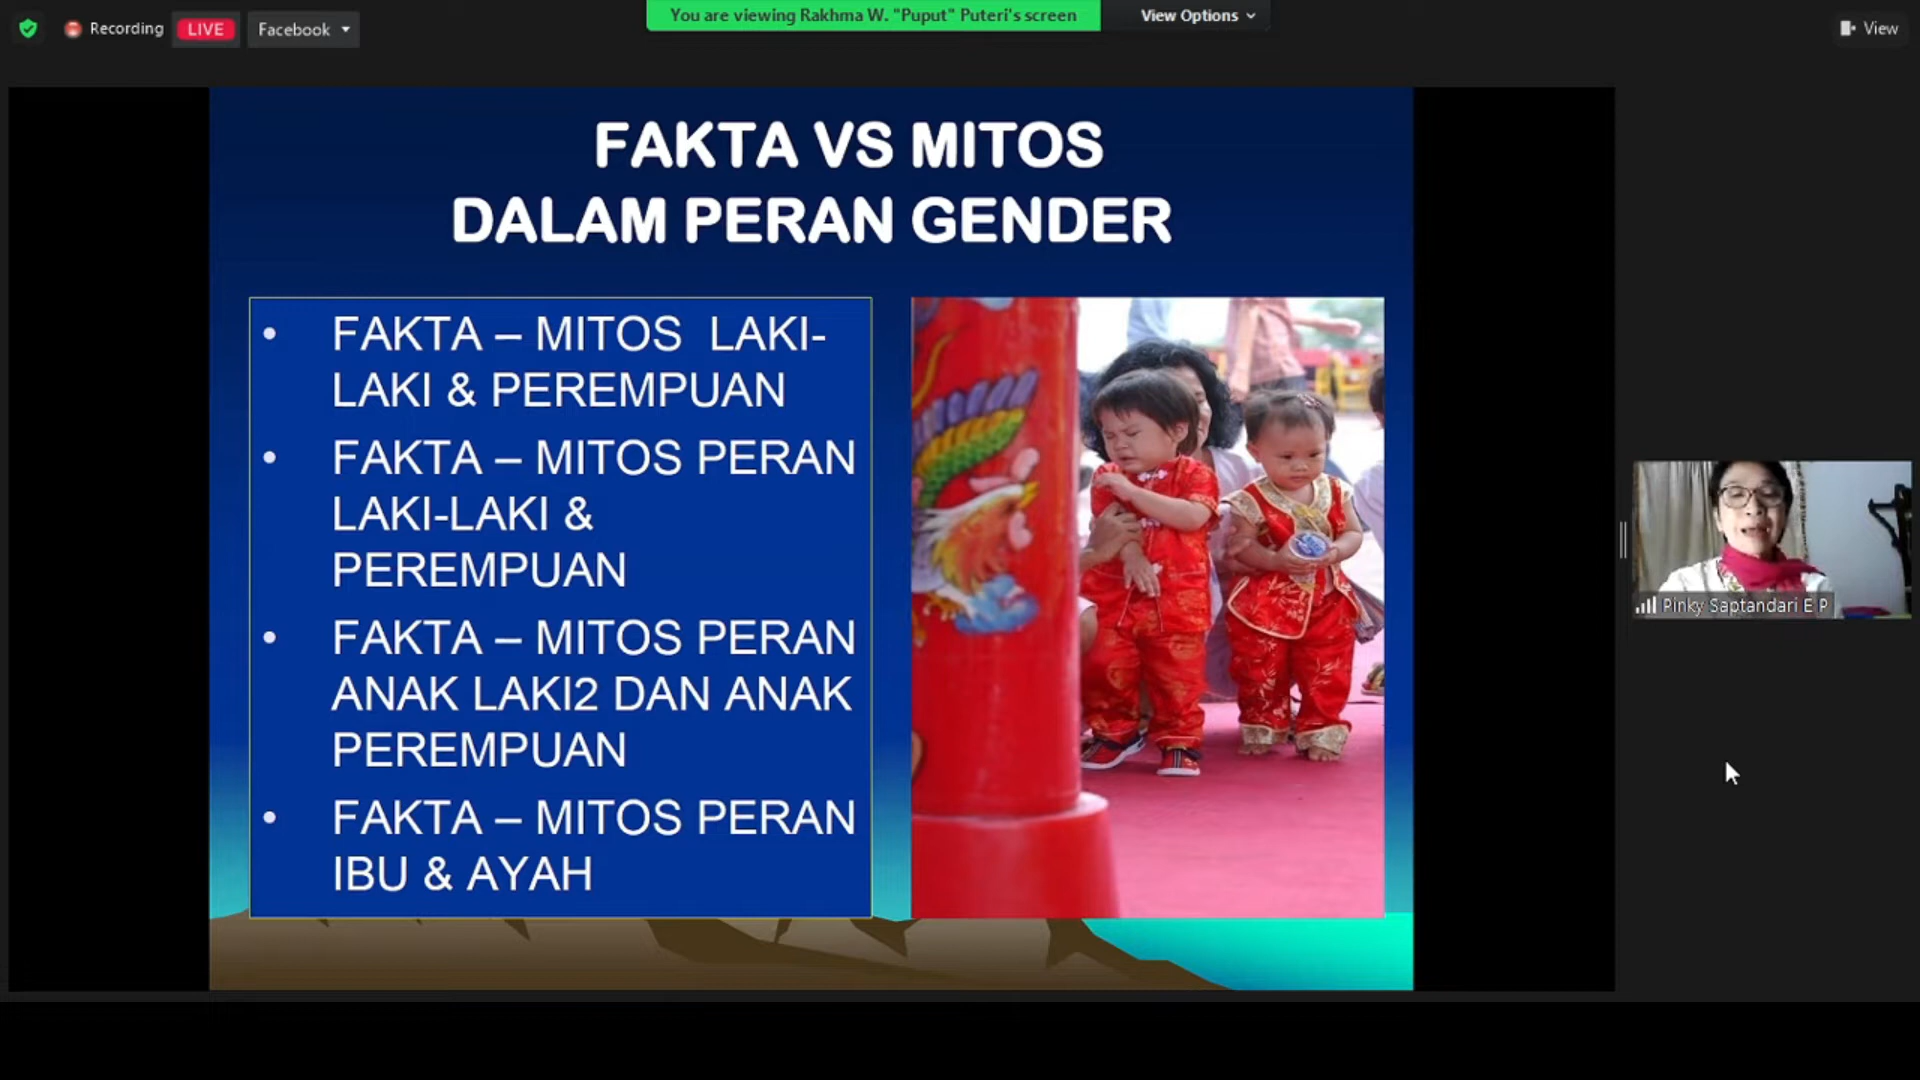 Recording
LIVE
Facebook
You are viewing Rakhma W. "Puput" Puteri's screen
View Options
View
FAKTA VS MITOS
DALAM PERAN GENDER
• FAKTA – MITOS LAKI-
LAKI & PEREMPUAN
• FAKTA – MITOS PERAN
LAKI-LAKI &
PEREMPUAN
• FAKTA – MITOS PERAN
ANAK LAKI2 DAN ANAK
PEREMPUAN
• FAKTA – MITOS PERAN
IBU & AYAH
Pinky Saptandari E P